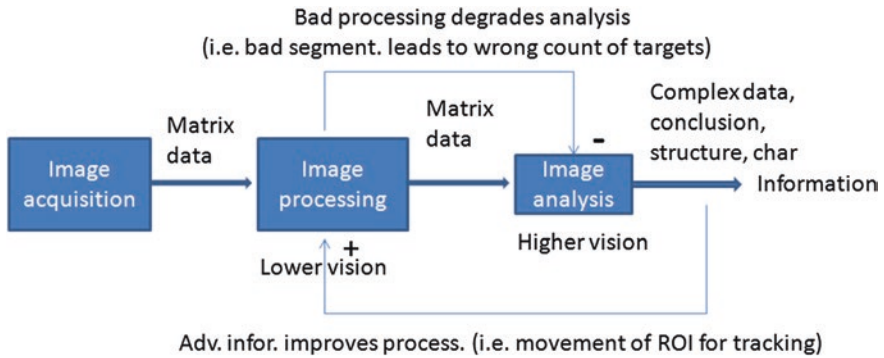 Bad processing degrades analysis
(i.e. bad segment. leads to wrong count of targets)
Matrix
data
Matrix
data
Complex data,
conclusion,
structure, char
-
Image
acquisition
Image
processing
Image
analysis
Information
+
Lower vision
Higher vision
Adv. infor. improves process. (i.e. movement of ROI for tracking)